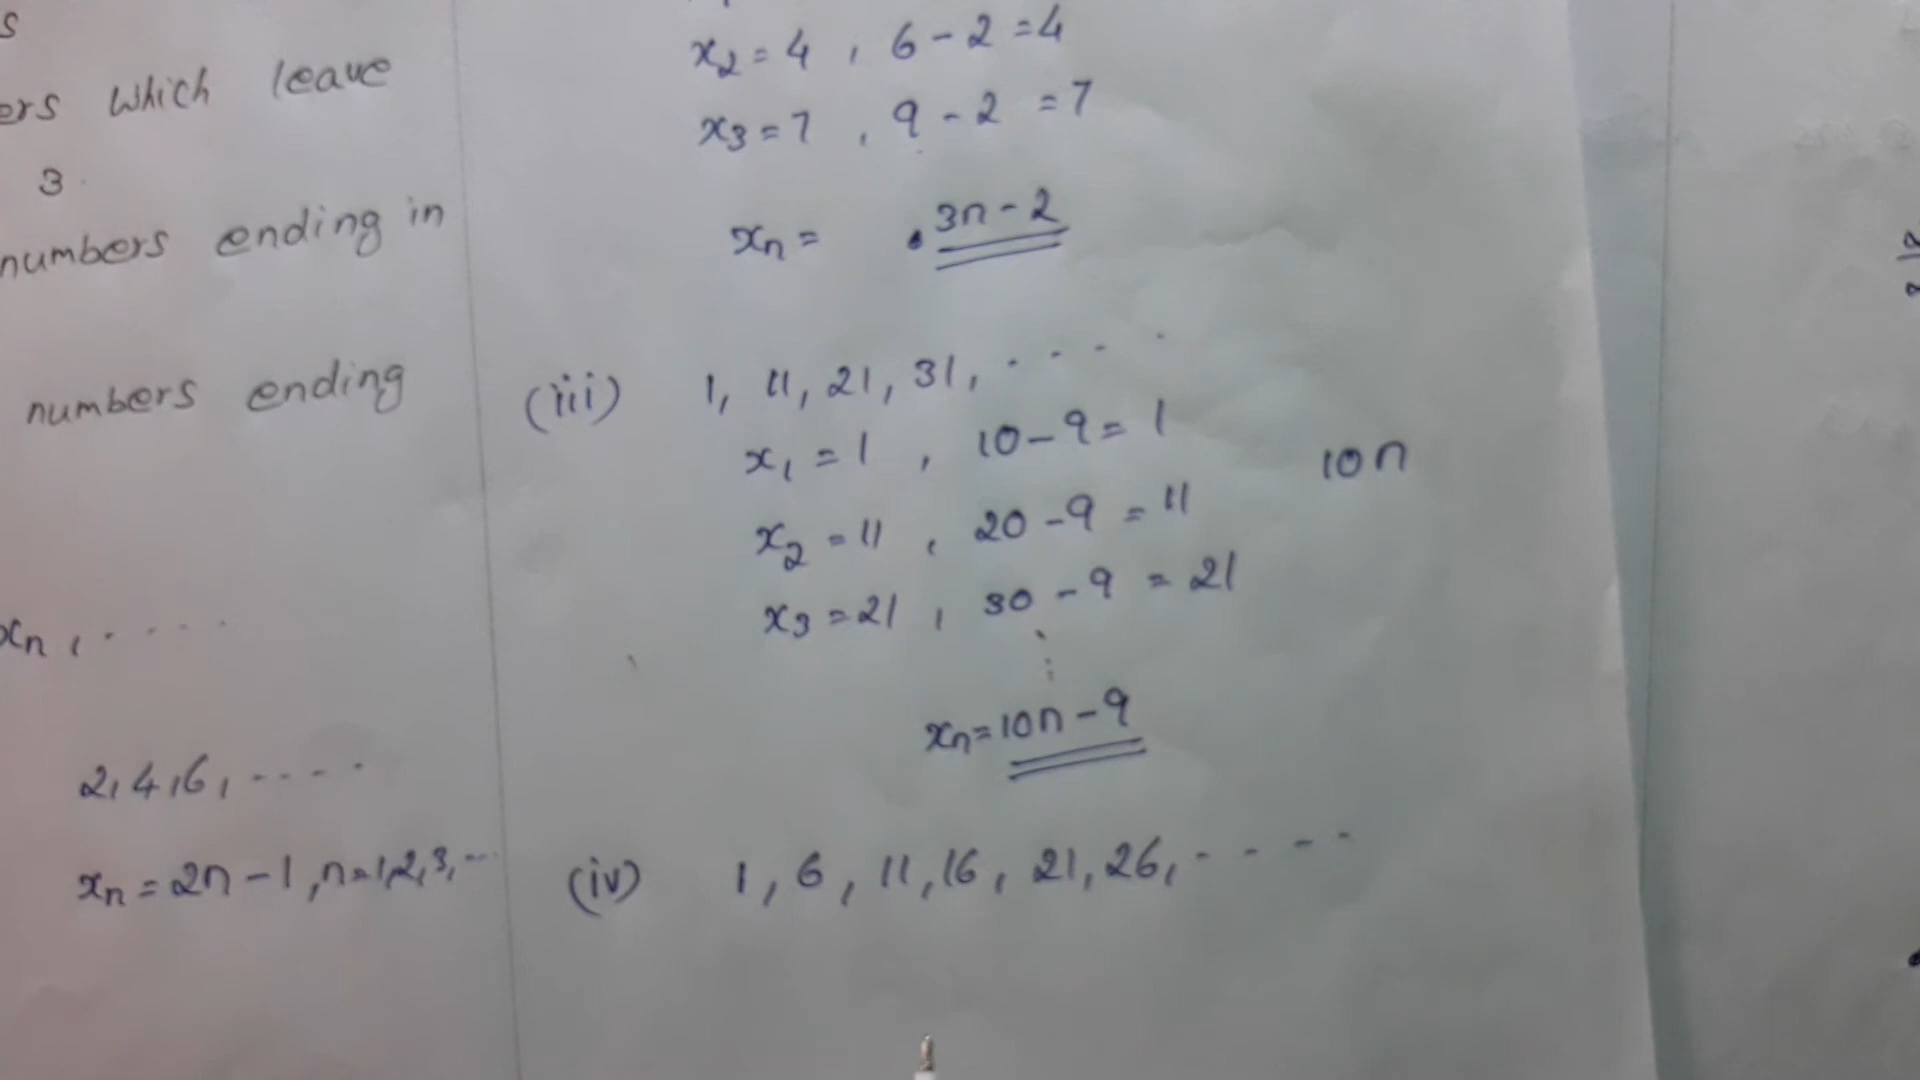 which leave
3
numbers ending in
numbers ending
xn, ....
2, 4, 6, ....
xn = 2n - 1, n = 1, 2, 3, ...
x2 = 4, 6 - 2 = 4
x3 = 7, 9 - 2 = 7
xn = 3n - 2
(iii) 1, 11, 21, 31, ....
x1 = 1, 10 - 9 = 1
10n
x2 = 11, 20 - 9 = 11
x3 = 21, 30 - 9 = 21
xn = 10n - 9
(iv) 1, 6, 11, 16, 21, 26, ....